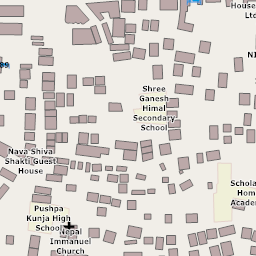 House
Ltd
Shree
Ganesh
Himal
Secondary
School
Nava Shiva
Shakti Guest
House
Pushpa
Kunja High
School
Nepal
Immanuel
Church
Schola
Hom
Acade